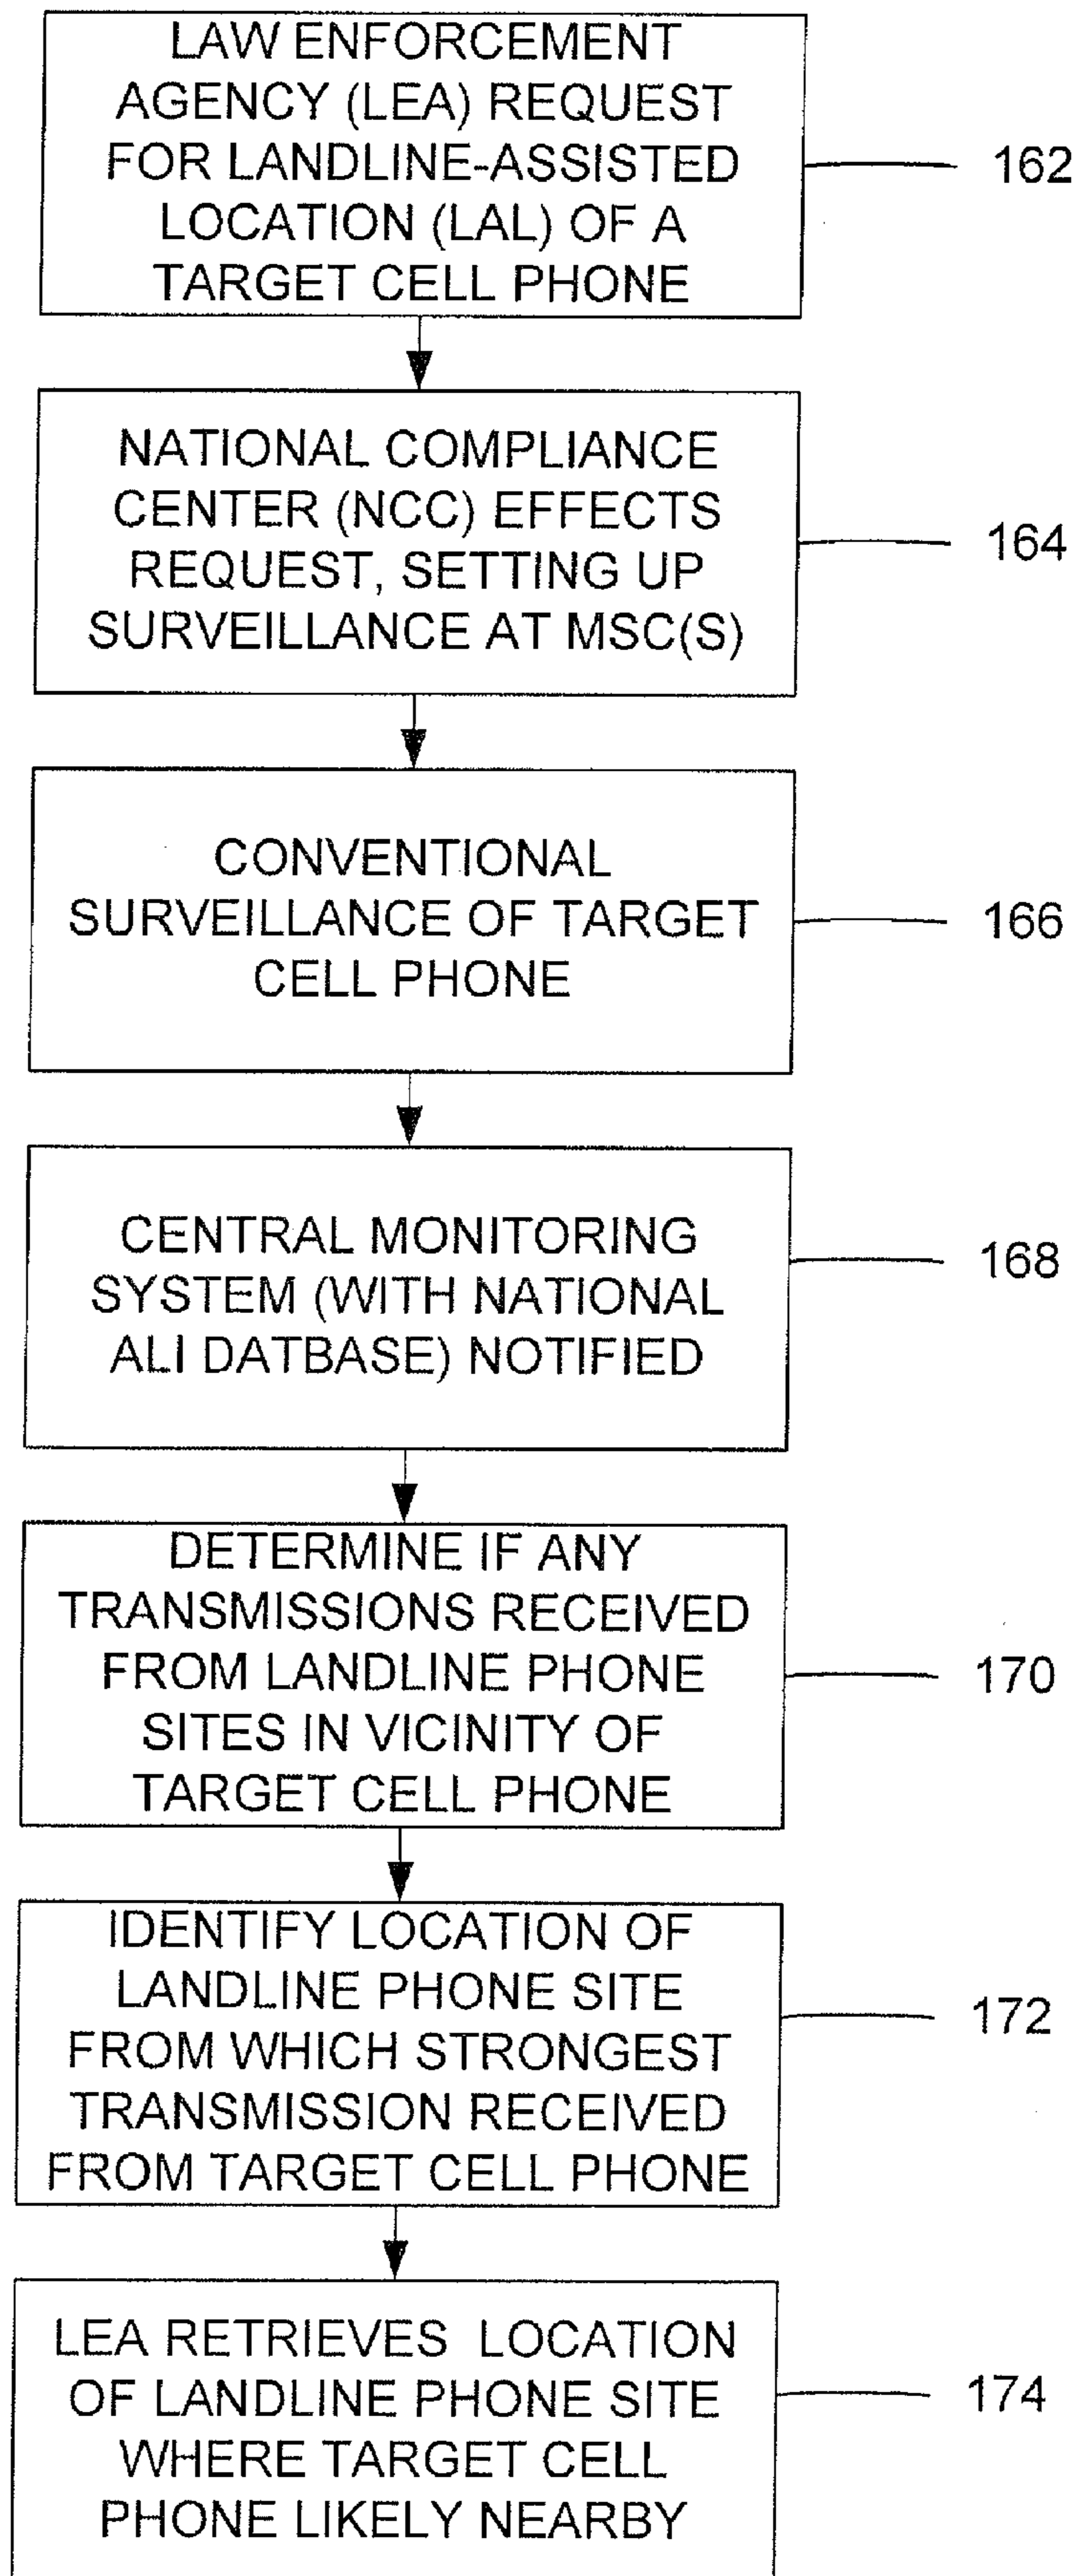 LAW ENFORCEMENT
AGENCY (LEA) REQUEST
FOR LANDLINE-ASSISTED
LOCATION (LAL) OF A
TARGET CELL PHONE
162
NATIONAL COMPLIANCE
CENTER (NCC) EFFECTS
REQUEST, SETTING UP
SURVEILLANCE AT MSC(S)
164
CONVENTIONAL
SURVEILLANCE OF TARGET
CELL PHONE
166
CENTRAL MONITORING
SYSTEM (WITH NATIONAL
ALI DATBASE) NOTIFIED
168
DETERMINE IF ANY
TRANSMISSIONS RECEIVED
FROM LANDLINE PHONE
SITES IN VICINITY OF
TARGET CELL PHONE
170
IDENTIFY LOCATION OF
LANDLINE PHONE SITE
FROM WHICH STRONGEST
TRANSMISSION RECEIVED
FROM TARGET CELL PHONE
172
LEA RETRIEVES LOCATION
OF LANDLINE PHONE SITE
WHERE TARGET CELL
PHONE LIKELY NEARBY
174